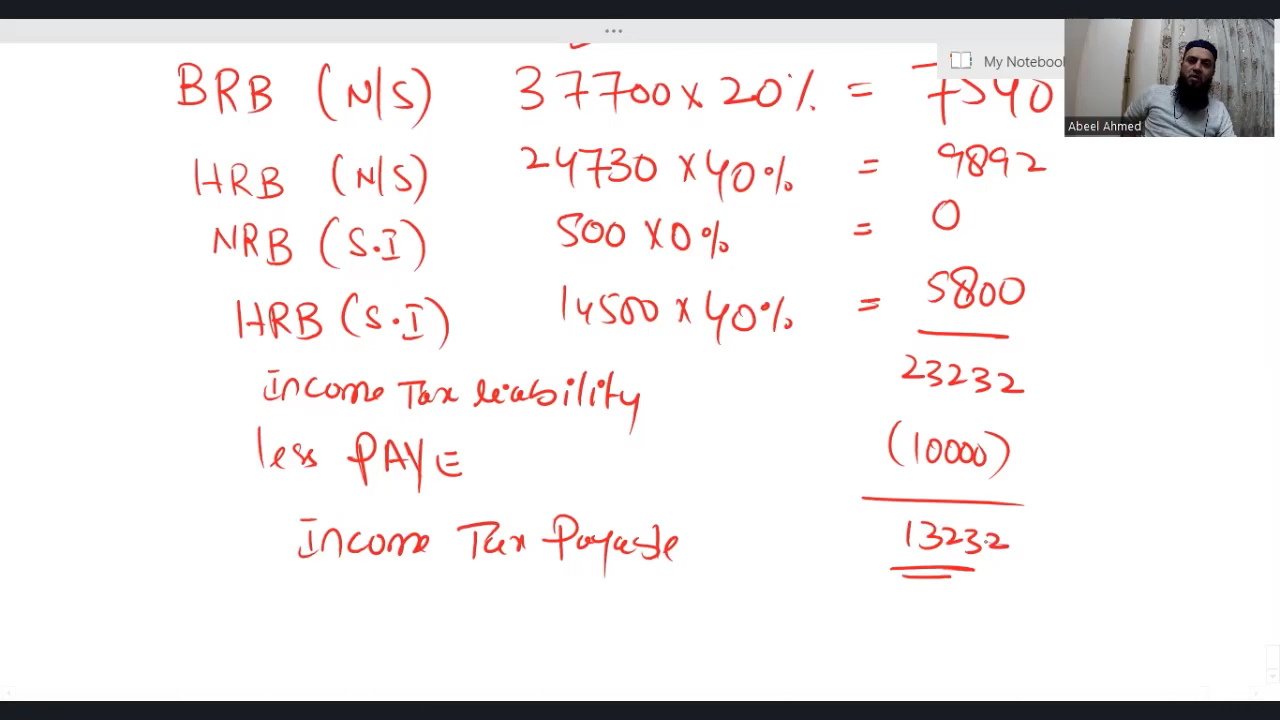 My Notebook
BRB (N/S) 37700 x 20% = 7540
Abeel Ahmed
HRB (N/S) 24730 x 40% = 9892
NRB (S.I) 500 x 0% = 0
HRB (S.I) 14500 x 40% = 5800
23232
income Tax liability
less PAYE (10000)
Income Tax Payable 13232